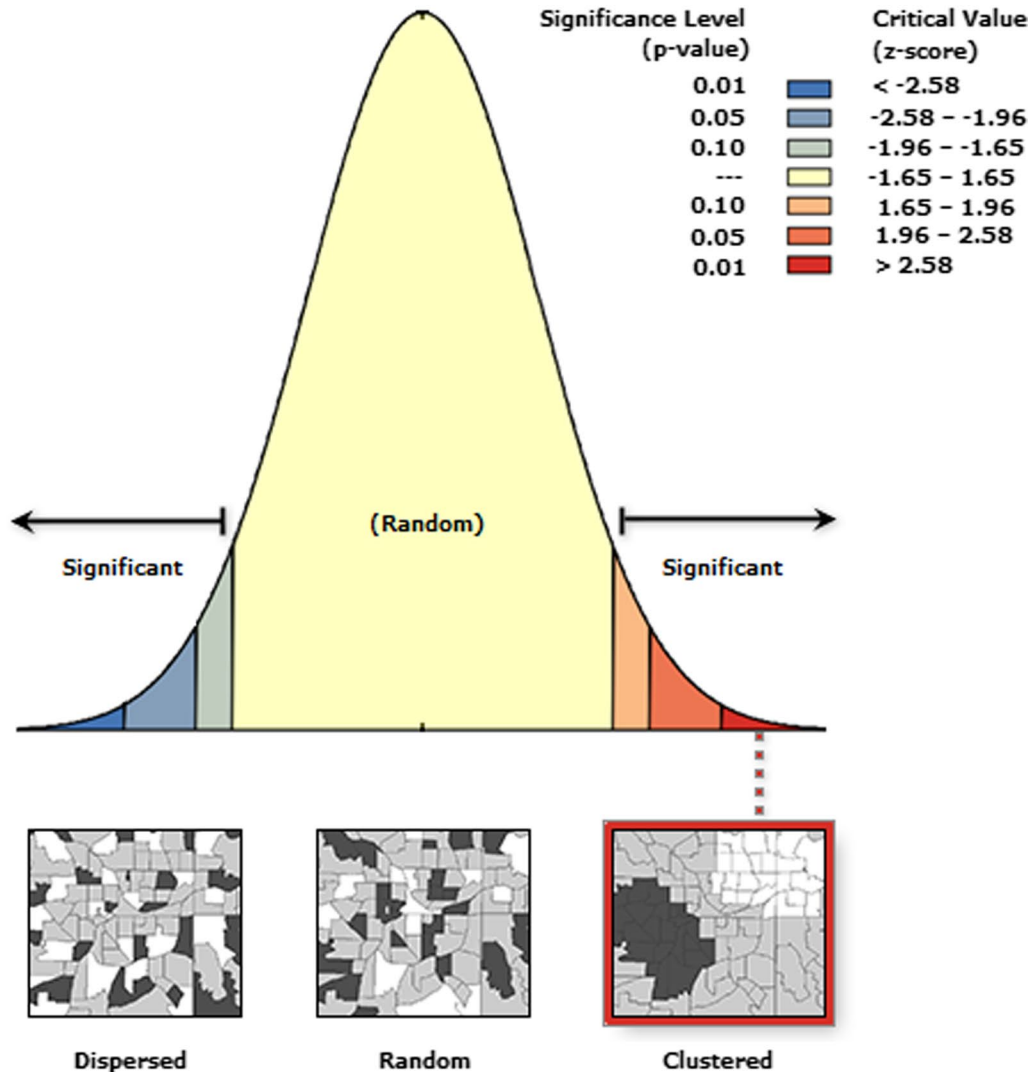 Significance Level Critical Value
(p-value) (z-score)
0.01 < -2.58
0.05 -2.58 – -1.96
0.10 -1.96 – -1.65
--- -1.65 – 1.65
0.10 1.65 – 1.96
0.05 1.96 – 2.58
0.01 > 2.58
(Random)
Significant Significant
Dispersed Random Clustered